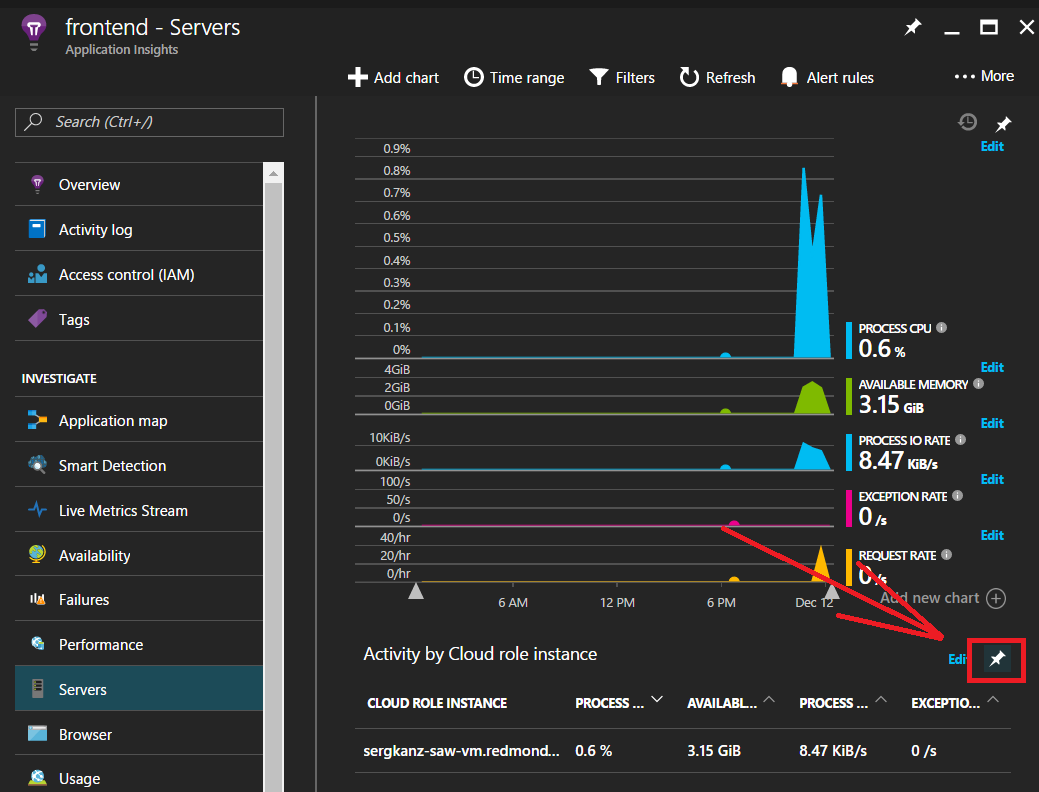 frontend - Servers
Application Insights
Add chart Time range Filters Refresh Alert rules More
Search (Ctrl+/)
Overview
Activity log
Access control (IAM)
Tags
INVESTIGATE
Application map
Smart Detection
Live Metrics Stream
Availability
Failures
Performance
Servers
Browser
Usage
Edit
0.9%
0.8%
0.7%
0.6%
0.5%
0.4%
0.3%
0.2%
0.1%
0%
PROCESS CPU
0.6 %
Edit
4GiB
2GiB
0GiB
AVAILABLE MEMORY
3.15 GiB
Edit
10KiB/s
0KiB/s
PROCESS IO RATE
8.47 KiB/s
Edit
100/s
50/s
0/s
EXCEPTION RATE
0 /s
Edit
40/hr
20/hr
0/hr
REQUEST RATE
0 /s
6 AM 12 PM 6 PM Dec 12
Add new chart
Activity by Cloud role instance
Edit
CLOUD ROLE INSTANCE PROCESS ... AVAILABL... PROCESS ... EXCEPTIO...
sergkanz-saw-vm.redmond... 0.6 % 3.15 GiB 8.47 KiB/s 0 /s